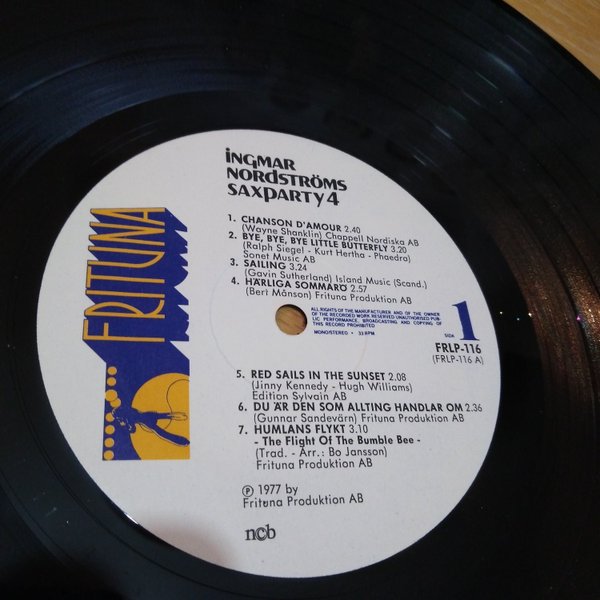 FRITUNA
iNGMAR
NORDSTRÖMS
SAXPARTY 4
1. CHANSON D'AMOUR 2.40
(Wayne Shanklin) Chappell Nordiska AB
2. BYE, BYE, BYE LITTLE BUTTERFLY 3.20
(Ralph Siegel - Kurt Hertha - Phaedro)
Sonet Music AB
3. SAILING 3.24
(Gavin Sutherland) Island Music (Scand.)
4. HÄRLIGA SOMMARÖ 2.57
(Bert Månson) Frituna Produktion AB
ALL RIGHTS OF THE MANUFACTURER AND OF THE OWNER
OF THE RECORDED WORK RESERVED UNAUTHORISED PUB-
LIC PERFORMANCE, BROADCASTING AND COPYING OF
THIS RECORD PROHIBITED
MONO/STEREO • 33 RPM
SIDE 1
FRLP-116
(FRLP-116 A)
5. RED SAILS IN THE SUNSET 2.08
(Jinny Kennedy - Hugh Williams)
Edition Sylvain AB
6. DU ÄR DEN SOM ALLTING HANDLAR OM 2.36
(Gunnar Sandevärn) Frituna Produktion AB
7. HUMLANS FLYKT 3.10
- The Flight Of The Bumble Bee -
(Trad. - Arr.: Bo Jansson)
Frituna Produktion AB
Ⓟ 1977 by
Frituna Produktion AB
ncb